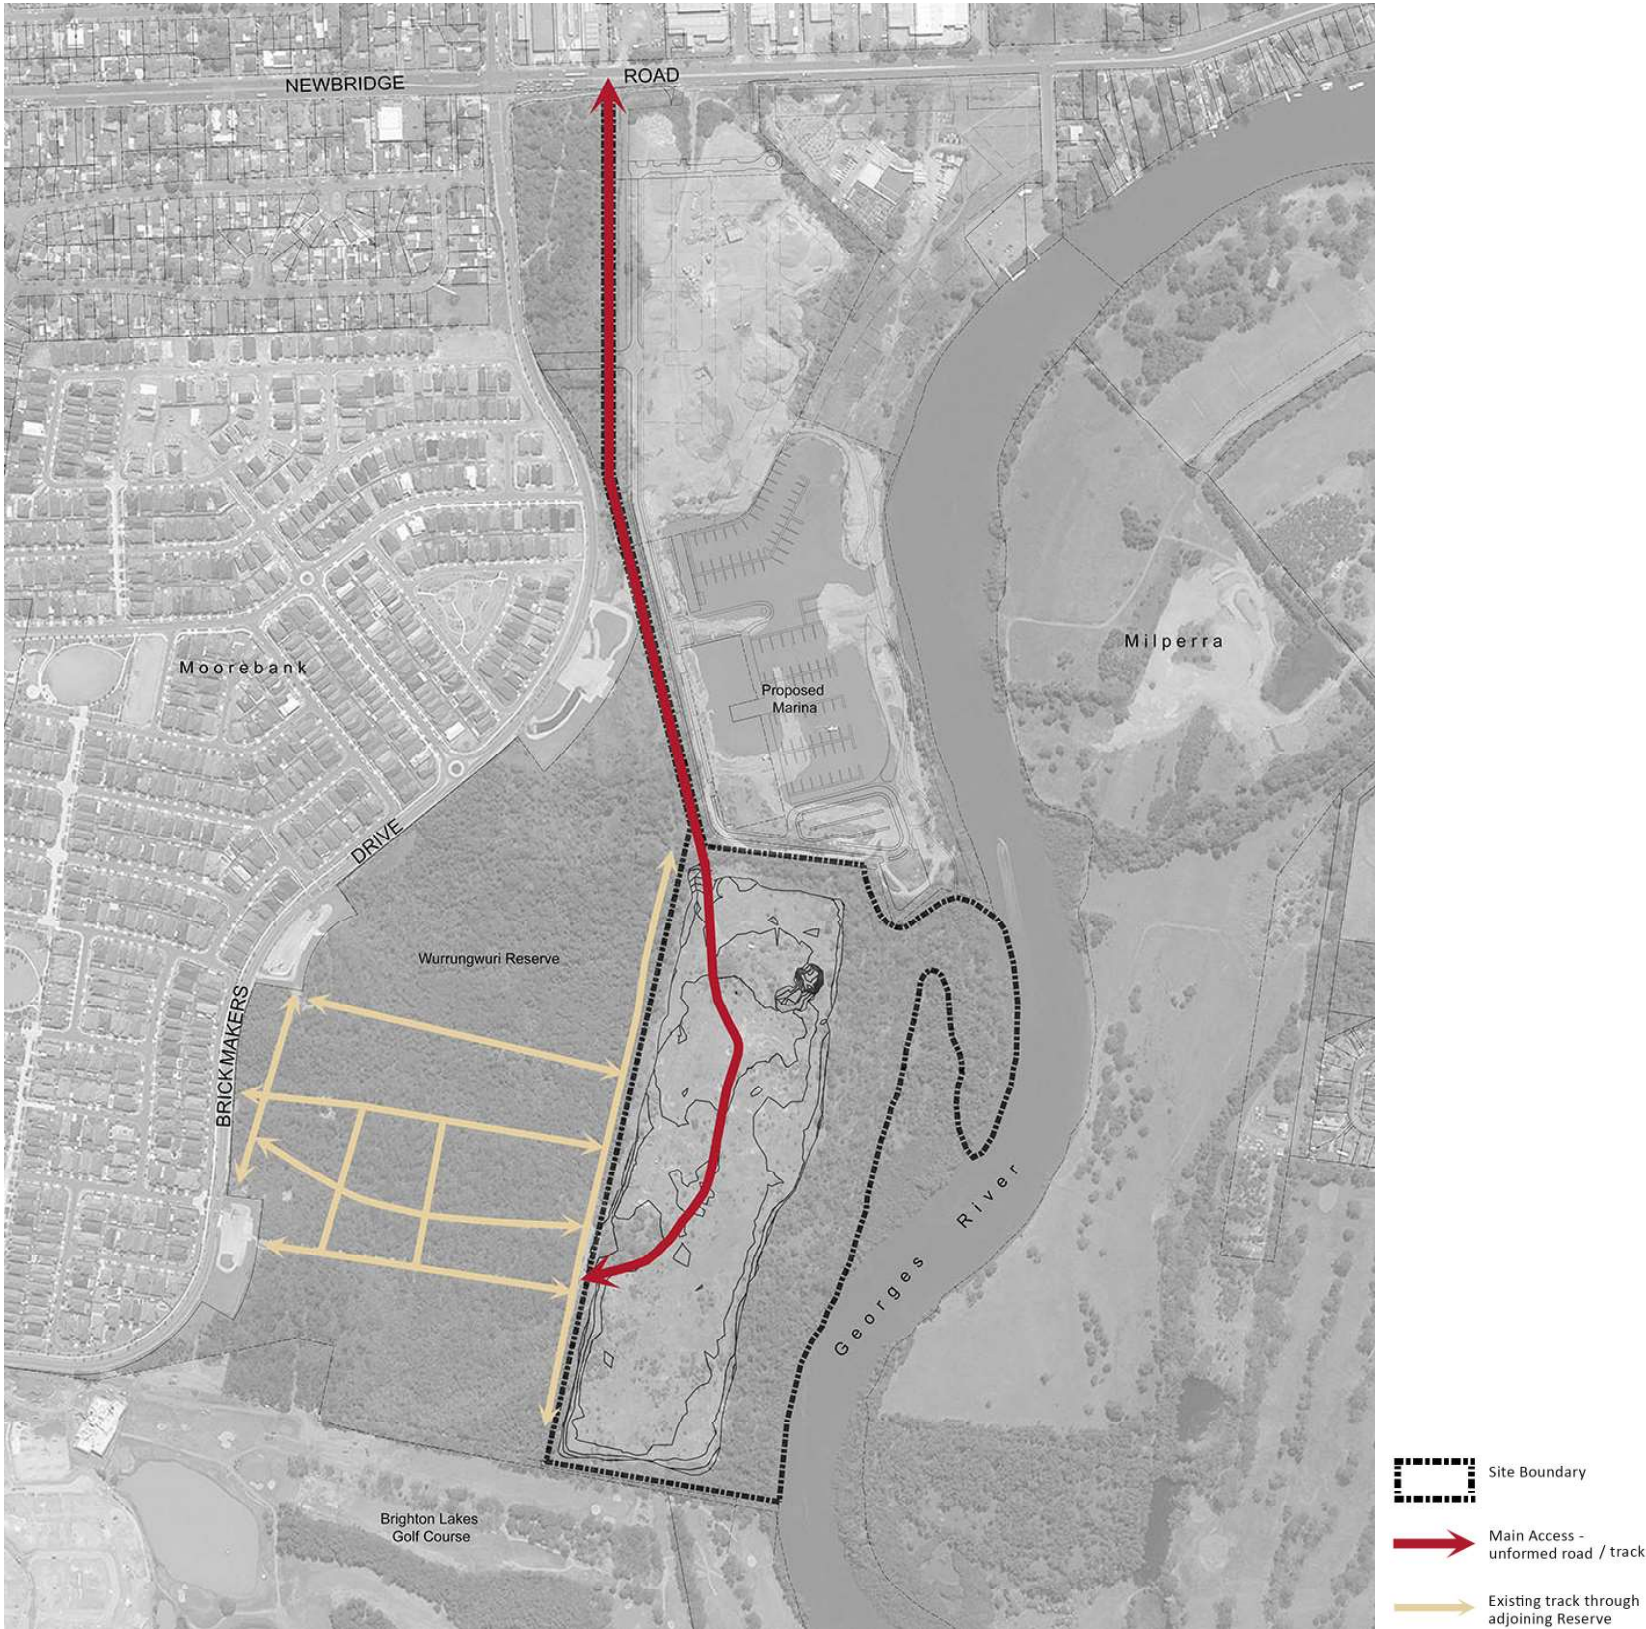 NEWBRIDGE ROAD
Moorebank
Milperra
Proposed
Marina
DRIVE
Wurrungwuri Reserve
BRICKMAKERS
Georges River
Brighton Lakes
Golf Course
Site Boundary
Main Access -
unformed road / track
Existing track through
adjoining Reserve